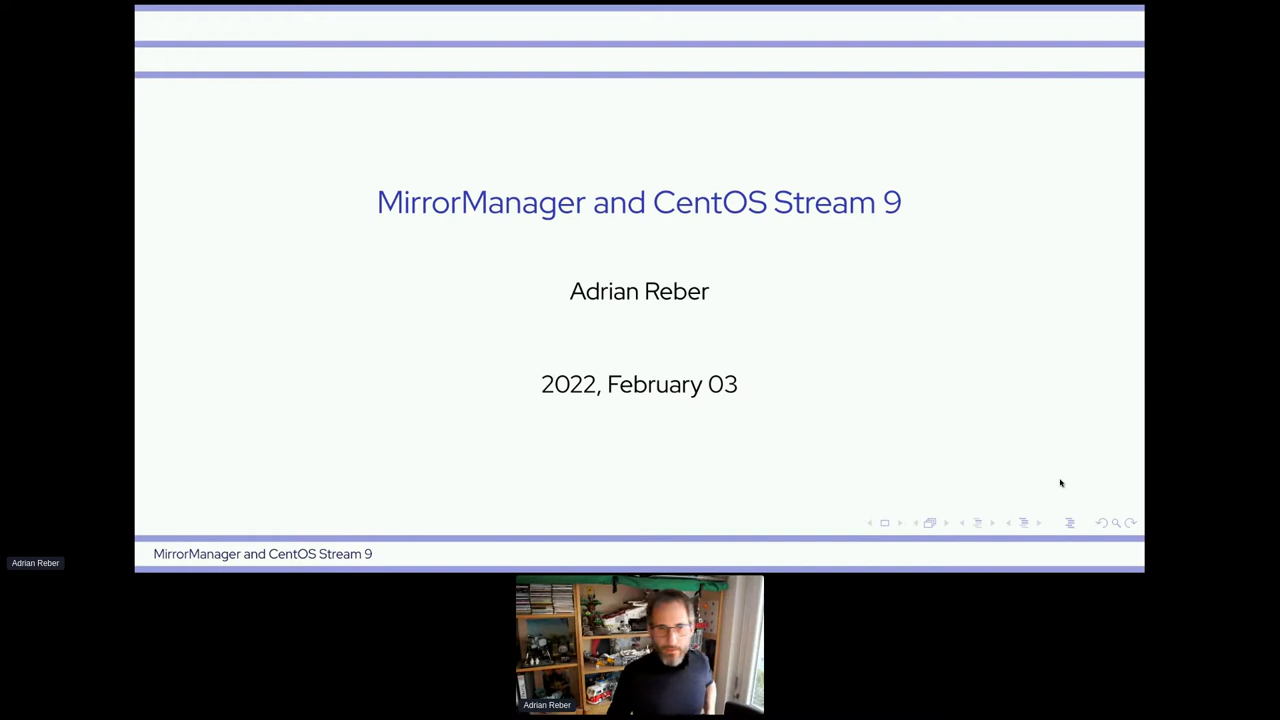 MirrorManager and CentOS Stream 9
Adrian Reber
2022, February 03
MirrorManager and CentOS Stream 9
Adrian Reber
Adrian Reber